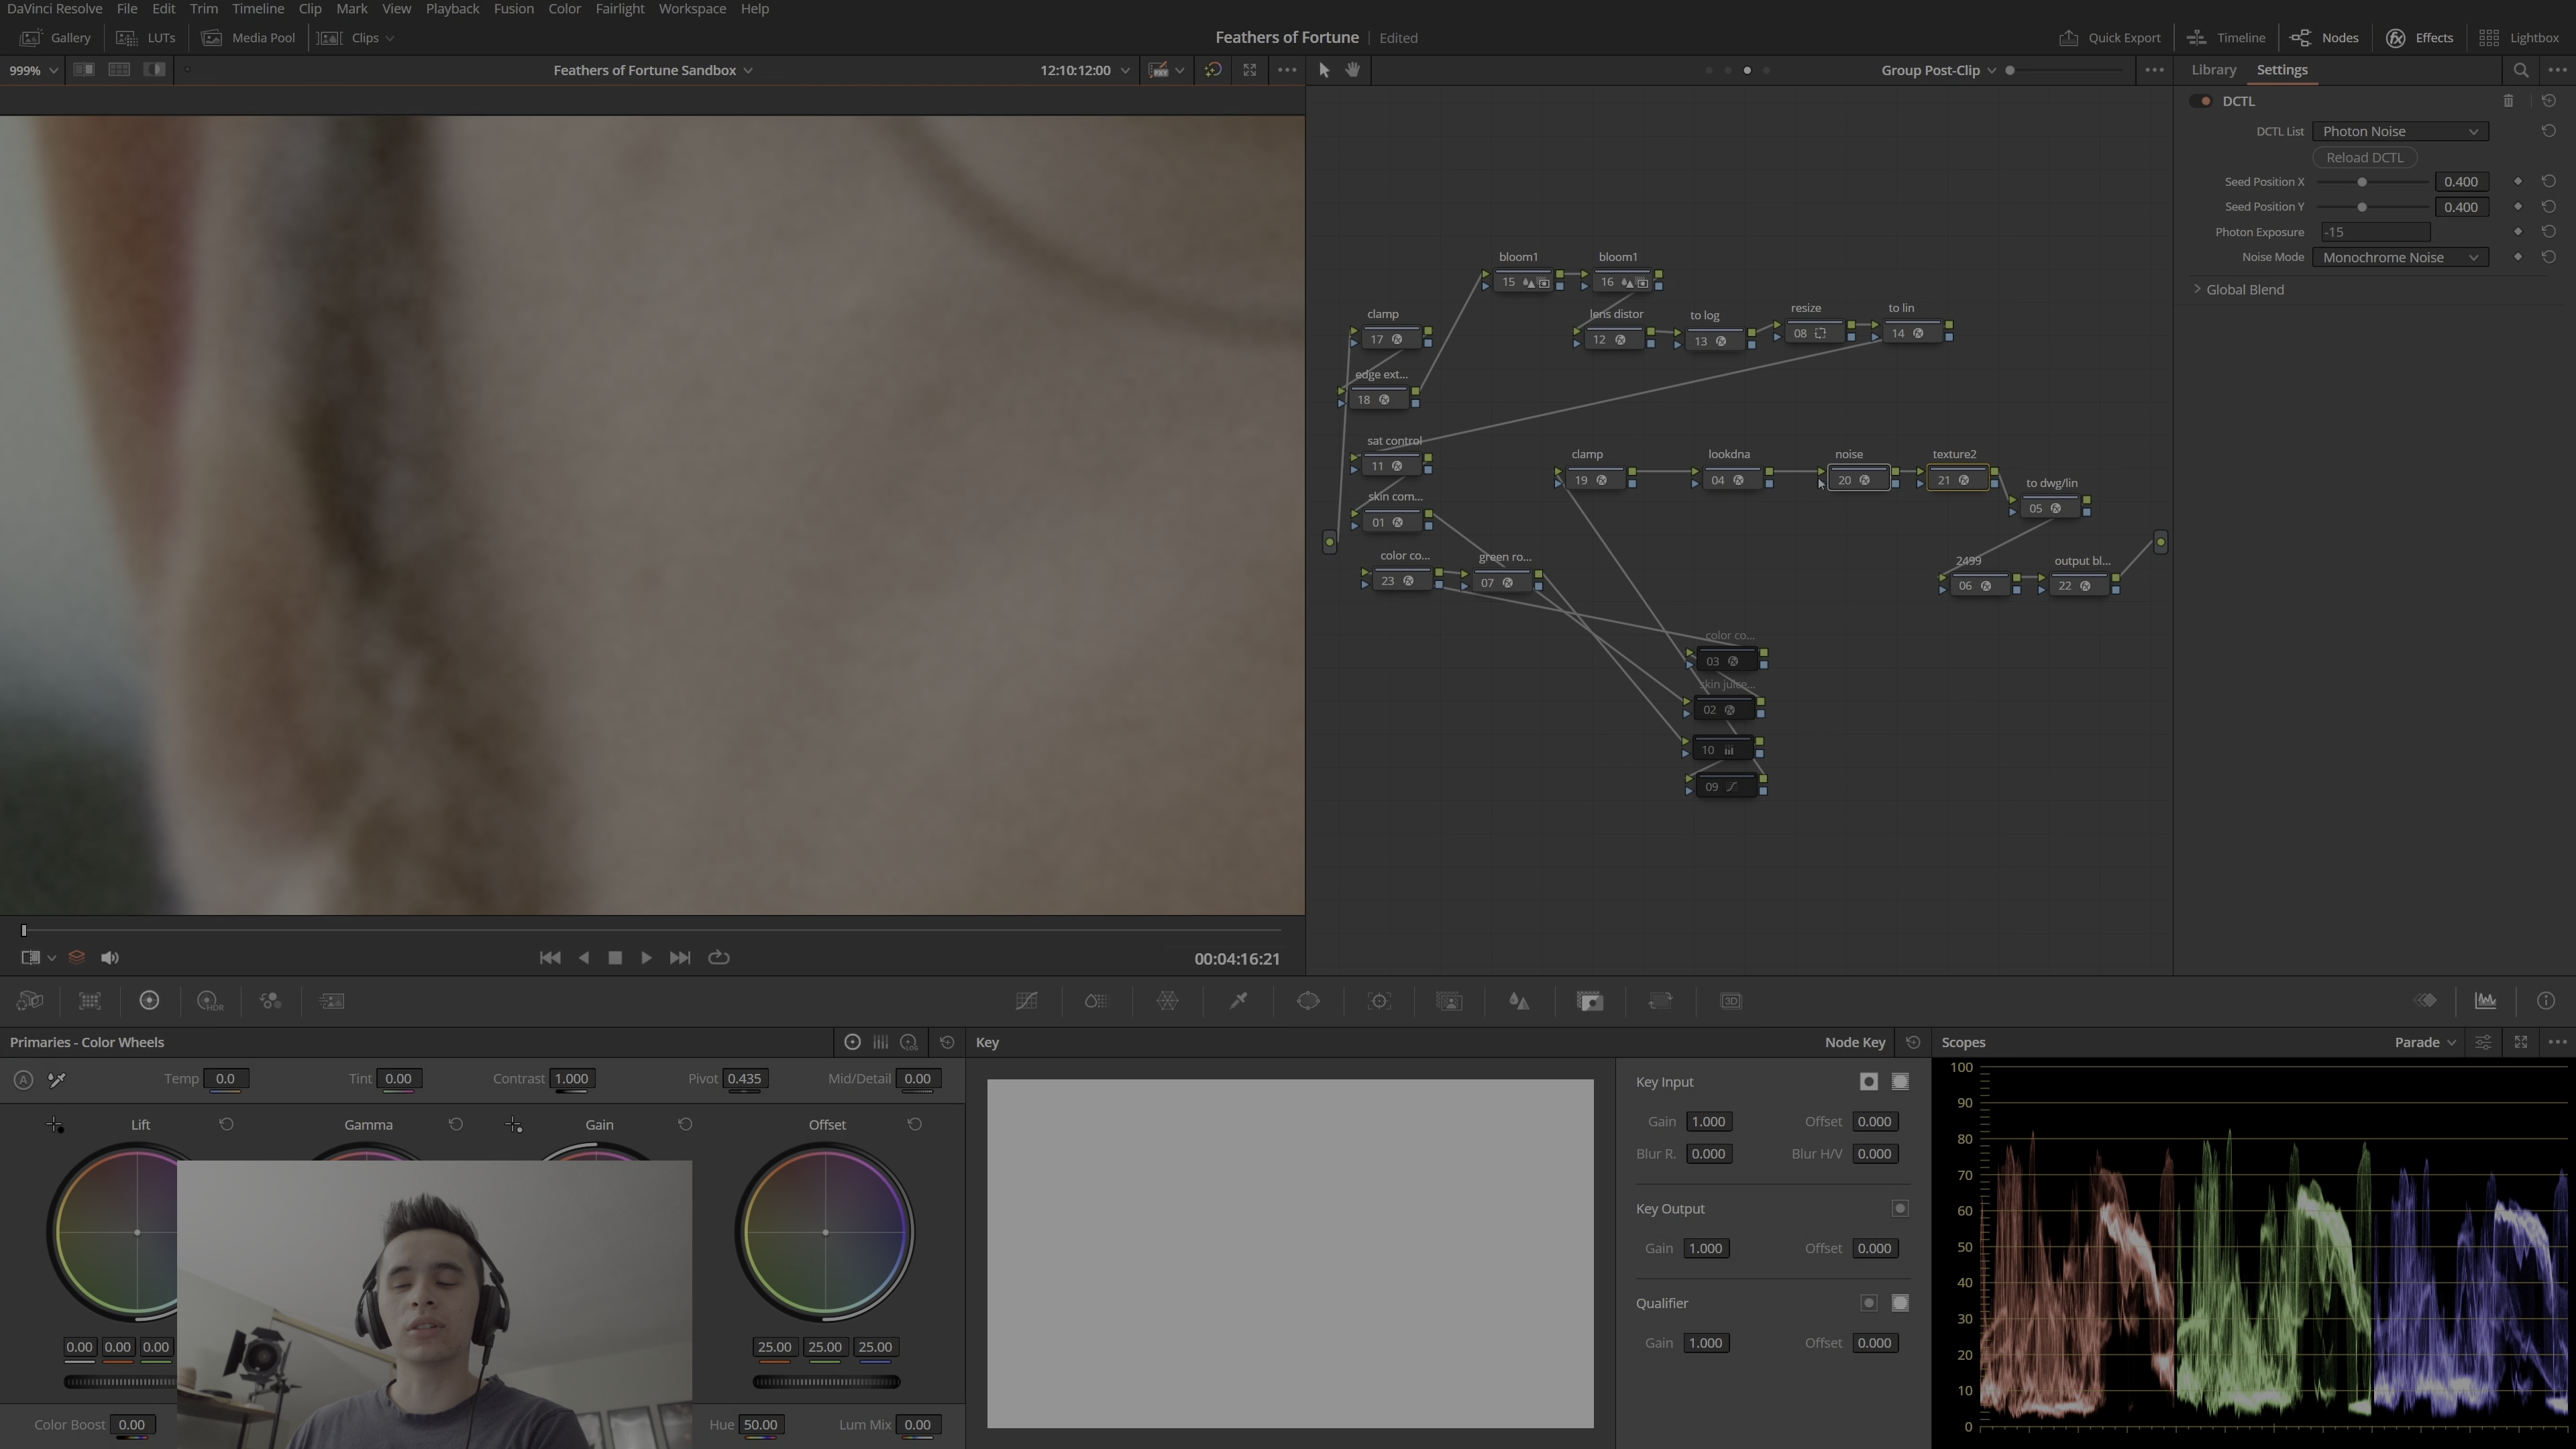 DaVinci Resolve File Edit Trim Timeline Clip Mark View Playback Fusion Color Fairlight Workspace Help
Gallery LUTs Media Pool Clips
Feathers of Fortune Edited
Quick Export Timeline Nodes Effects Lightbox
999% Feathers of Fortune Sandbox 12:10:12:00
Group Post-Clip
Library Settings
DCTL
DCTL List Photon Noise
Reload DCTL
Seed Position X 0.400
Seed Position Y 0.400
Photon Exposure -15
Noise Mode Monochrome Noise
Global Blend
bloom1 bloom1
15 16
clamp lens distor to log resize to lin
17 12 13 08 14
edge ext...
18
sat control
11
clamp lookdna noise texture2
19 04 20 21
skin com... to dwg/lin
01 05
color co... green ro... 2499 output bl...
23 07 06 22
color co...
03
skin juice...
02
10
09
00:04:16:21
HDR
3D
Primaries - Color Wheels
LOG
Key Node Key
Scopes Parade
A Temp 0.0 Tint 0.00 Contrast 1.000 Pivot 0.435 Mid/Detail 0.00
Lift Gamma Gain Offset
0.00 0.00 0.00 25.00 25.00 25.00
Color Boost 0.00 Hue 50.00 Lum Mix 0.00
Key Input
Gain 1.000 Offset 0.000
Blur R. 0.000 Blur H/V 0.000
Key Output
Gain 1.000 Offset 0.000
Qualifier
Gain 1.000 Offset 0.000
100
90
80
70
60
50
40
30
20
10
0